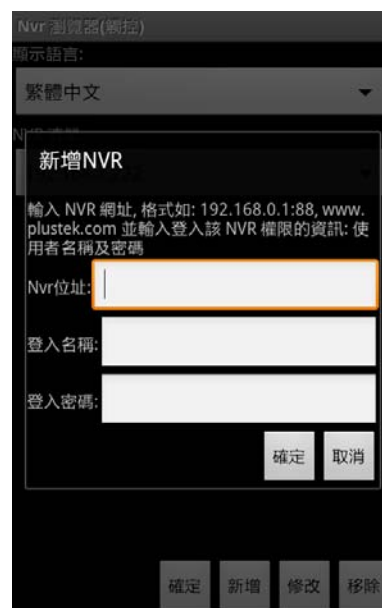 Nvr 瀏覽器(觸控)
顯示語言:
繁體中文
新增NVR
輸入 NVR 網址, 格式如: 192.168.0.1:88, www.
plustek.com 並輸入登入該 NVR 權限的資訊: 使
用者名稱及密碼
Nvr位址:
登入名稱:
登入密碼:
確定 取消
確定 新增 修改 移除